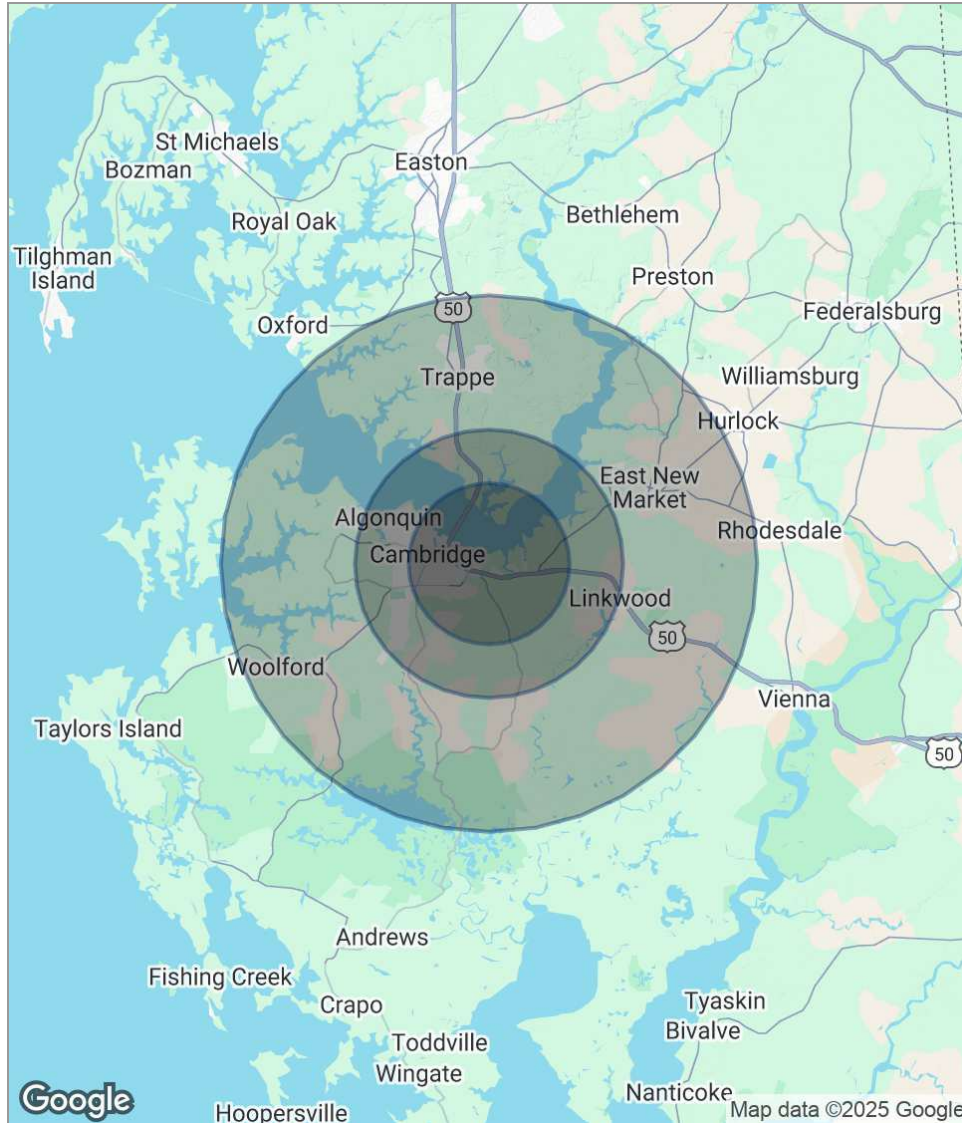 St Michaels
Easton
Bozman
Bethlehem
Royal Oak
Tilghman
Island
Preston
50
Federalsburg
Oxford
Trappe
Williamsburg
Hurlock
East New
Market
Algonquin
Rhodesdale
Cambridge
Linkwood
50
Woolford
Vienna
Taylors Island
50
Andrews
Fishing Creek
Crapo
Tyaskin
Bivalve
Toddville
Wingate
Nanticoke
Google
Hoopersville
Map data ©2025 Google